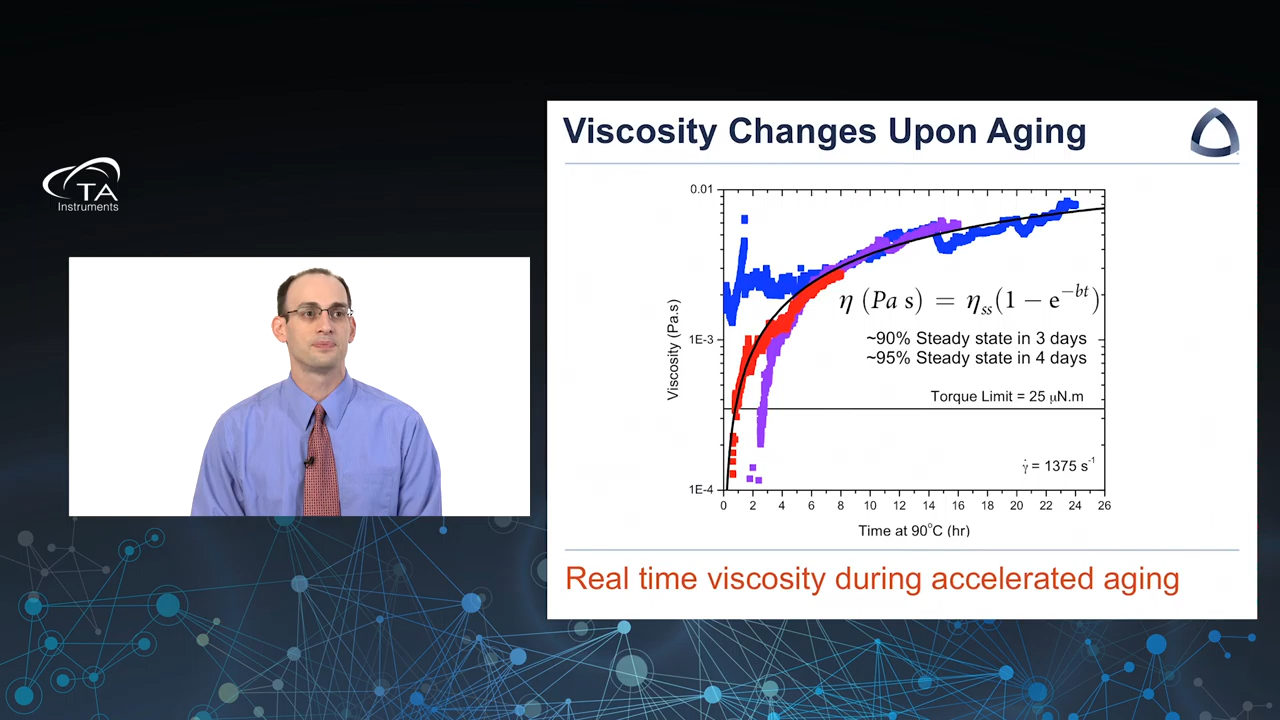 TA
Instruments
Viscosity Changes Upon Aging
0.01
1E-3
1E-4
Viscosity (Pa.s)
η (Pa s) = ηss(1 − e−bt)
~90% Steady state in 3 days
~95% Steady state in 4 days
Torque Limit = 25 μN.m
γ̇ = 1375 s-1
0 2 4 6 8 10 12 14 16 18 20 22 24 26
Time at 90°C (hr)
Real time viscosity during accelerated aging